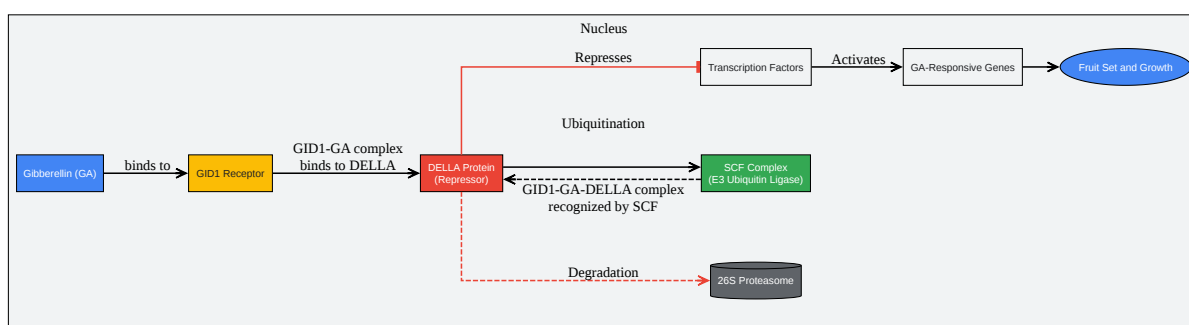 Nucleus
Represses
Transcription Factors
Activates
GA-Responsive Genes
Fruit Set and Growth
Ubiquitination
Gibberellin (GA)
binds to
GID1 Receptor
GID1-GA complex
binds to DELLA
DELLA Protein
(Repressor)
SCF Complex
(E3 Ubiquitin Ligase)
GID1-GA-DELLA complex
recognized by SCF
Degradation
26S Proteasome